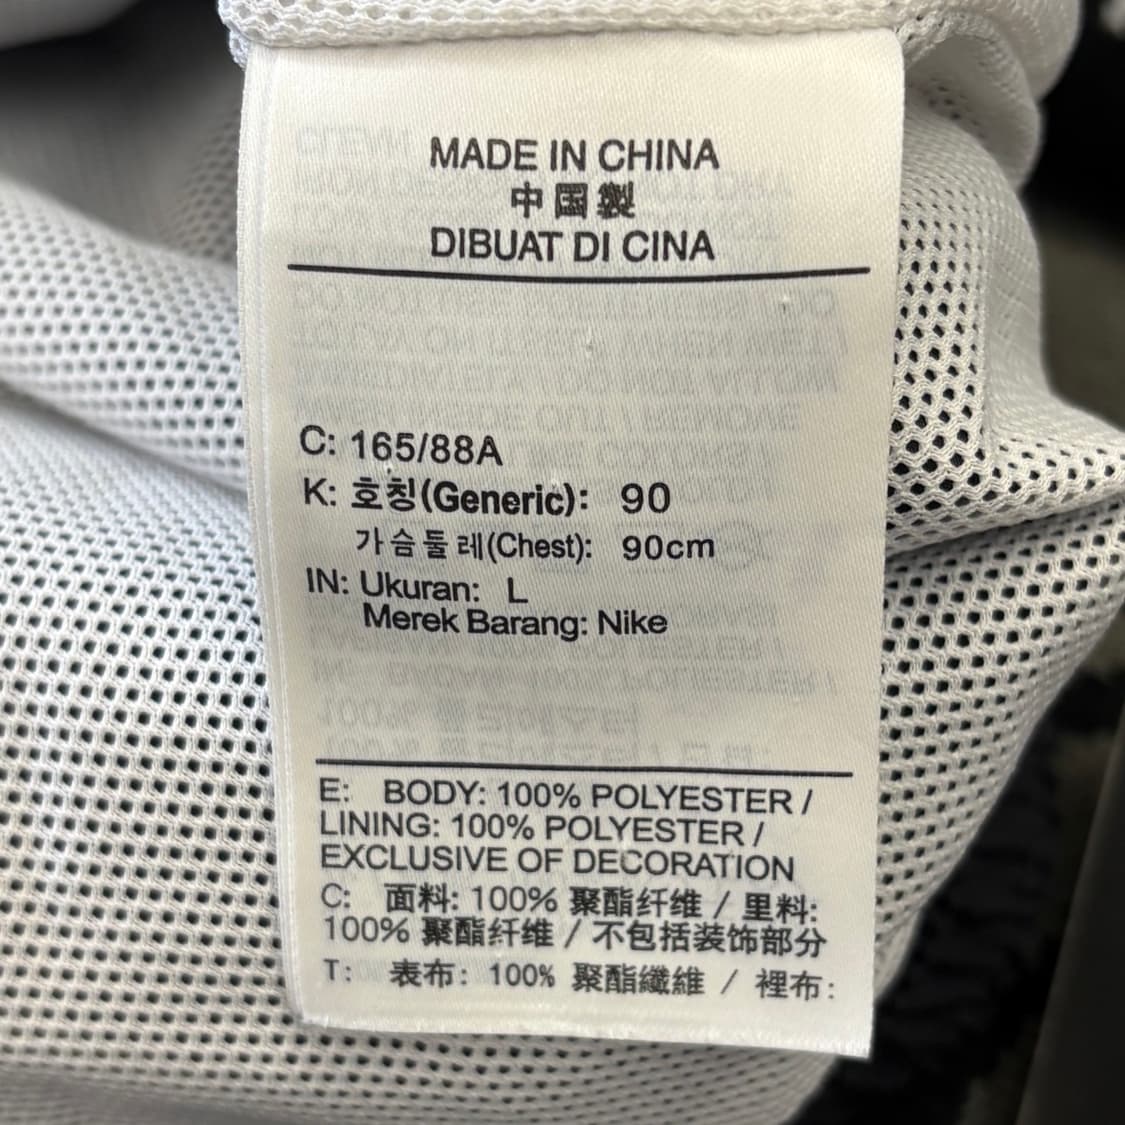 MADE IN CHINA
中国製
DIBUAT DI CINA
C: 165/88A
K: 호칭(Generic): 90
가슴둘레(Chest): 90cm
IN: Ukuran: L
Merek Barang: Nike
E: BODY: 100% POLYESTER /
LINING: 100% POLYESTER /
EXCLUSIVE OF DECORATION
C: 面料: 100% 聚酯纤维 / 里料:
100% 聚酯纤维 / 不包括装饰部分
T: 表布: 100% 聚酯纖維 / 裡布: